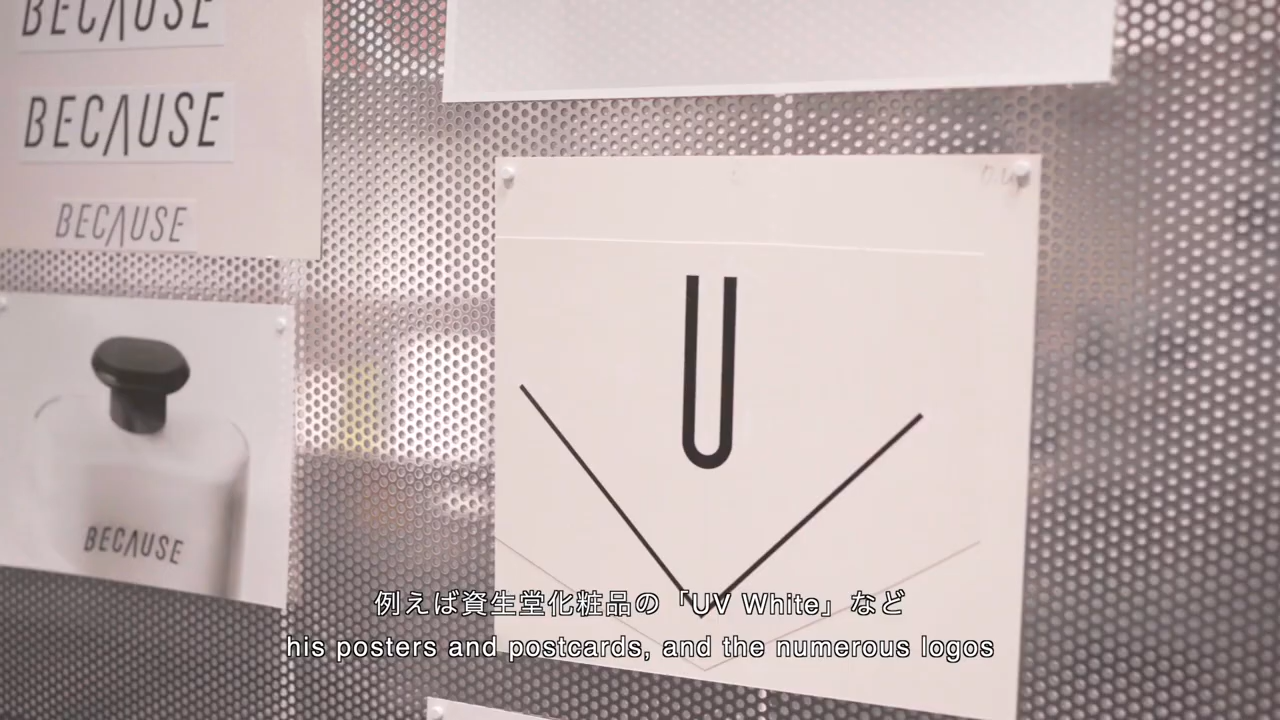 BECAUSE
BECAUSE
BECAUSE
BECAUSE
U
例えば資生堂化粧品の「UV White」など
his posters and postcards, and the numerous logos